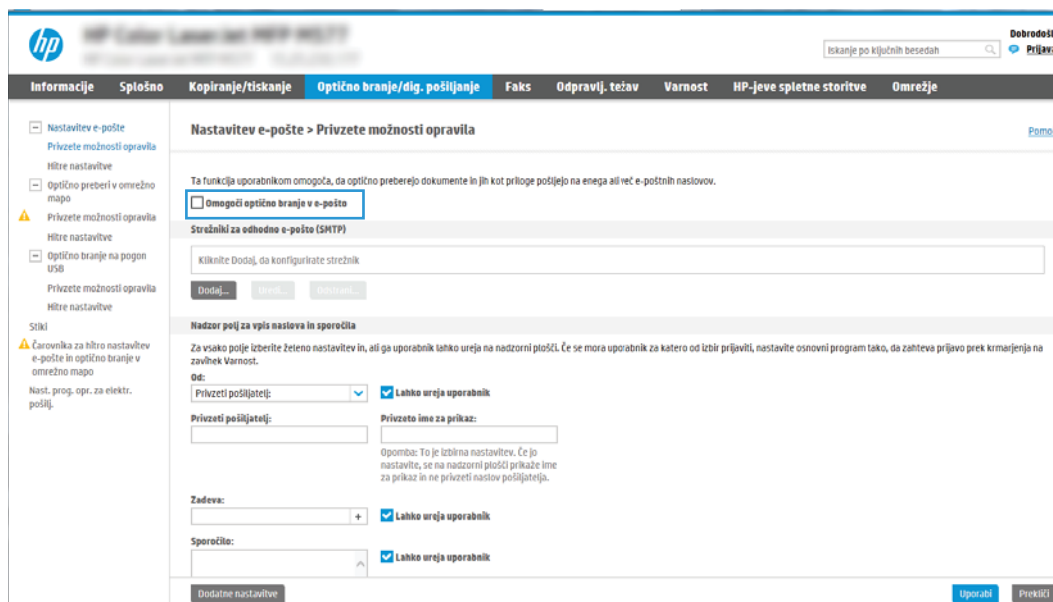 hp
Dobrodošl
Iskanje po ključnih besedah
Prijava
Informacije Splošno Kopiranje/tiskanje Optično branje/dig. pošiljanje Faks Odpravlj. težav Varnost HP-jeve spletne storitve Omrežje
Nastavitev e-pošte
Privzete možnosti opravila
Hitre nastavitve
Optično preberi v omrežno
mapo
Privzete možnosti opravila
Hitre nastavitve
Optično branje na pogon
USB
Privzete možnosti opravila
Hitre nastavitve
Stiki
Čarovnika za hitro nastavitev
e-pošte in optično branje v
omrežno mapo
Nast. prog. opr. za elektr.
pošilj.
Nastavitev e-pošte > Privzete možnosti opravila
Pomo
Ta funkcija uporabnikom omogoča, da optično preberejo dokumente in jih kot priloge pošljejo na enega ali več e-poštnih naslovov.
Omogoči optično branje v e-pošto
Strežniki za odhodno e-pošto (SMTP)
Kliknite Dodaj, da konfigurirate strežnik
Dodaj... Uredi... Odstrani...
Nadzor polj za vpis naslova in sporočila
Za vsako polje izberite želeno nastavitev in, ali ga uporabnik lahko ureja na nadzorni plošči. Če se mora uporabnik za katero od izbir prijaviti, nastavite osnovni program tako, da zahteva prijavo prek krmarjenja na
zavihek Varnost.
Od:
Privzeti pošiljatelj: Lahko ureja uporabnik
Privzeti pošiljatelj: Privzeto ime za prikaz:
Opomba: To je izbirna nastavitev. Če jo
nastavite, se na nadzorni plošči prikaže ime
za prikaz in ne privzeti naslov pošiljatelja.
Zadeva:
+ Lahko ureja uporabnik
Sporočilo:
Lahko ureja uporabnik
Dodatne nastavitve Uporabi Prekliči